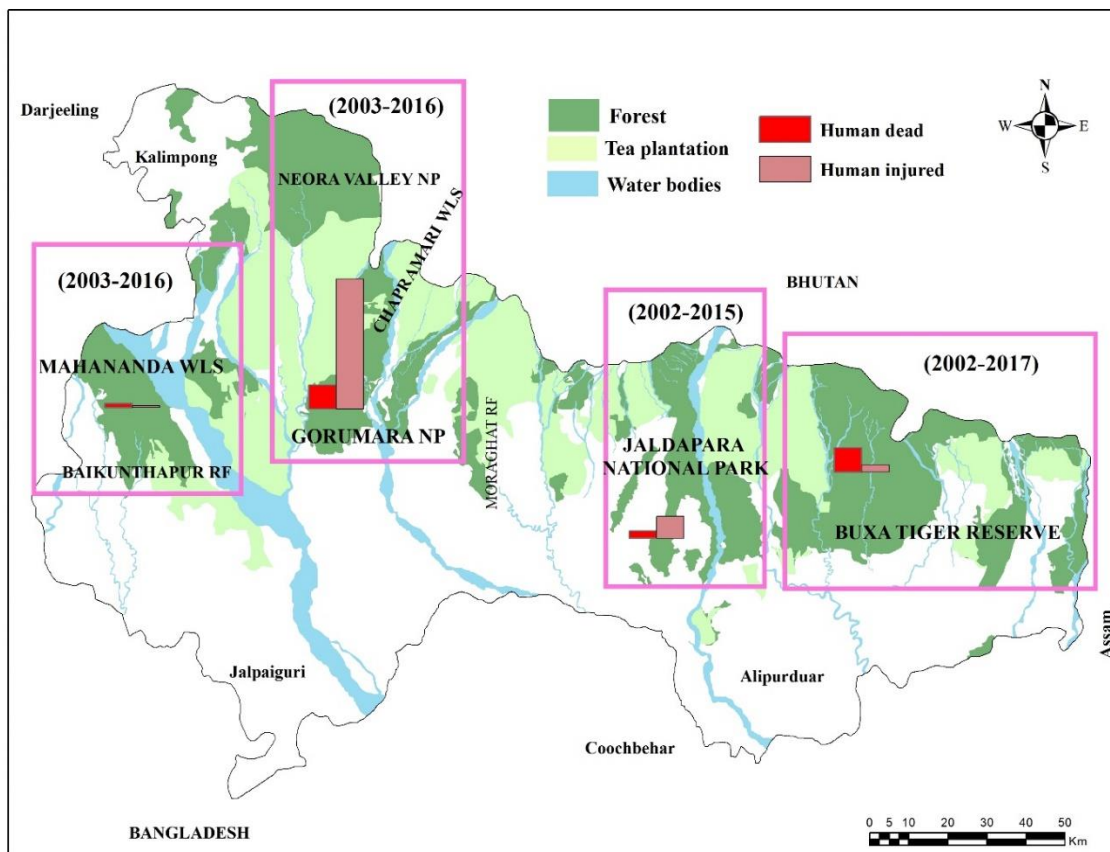 (2003-2016)
Darjeeling
Kalimpong
NEORA VALLEY NP
CHAPRAMARI WLS
Forest
Tea plantation
Water bodies
Human dead
Human injured
N
W
E
S
(2003-2016)
MAHANANDA WLS
BAIKUNTHAPUR RF
GORUMARA NP
MORAGHAT RF
BHUTAN
(2002-2015)
JALDAPARA
NATIONAL PARK
(2002-2017)
BUXA TIGER RESERVE
Assam
Jalpaiguri
Alipurduar
Coochbehar
BANGLADESH
0 5 10 20 30 40 50
Km